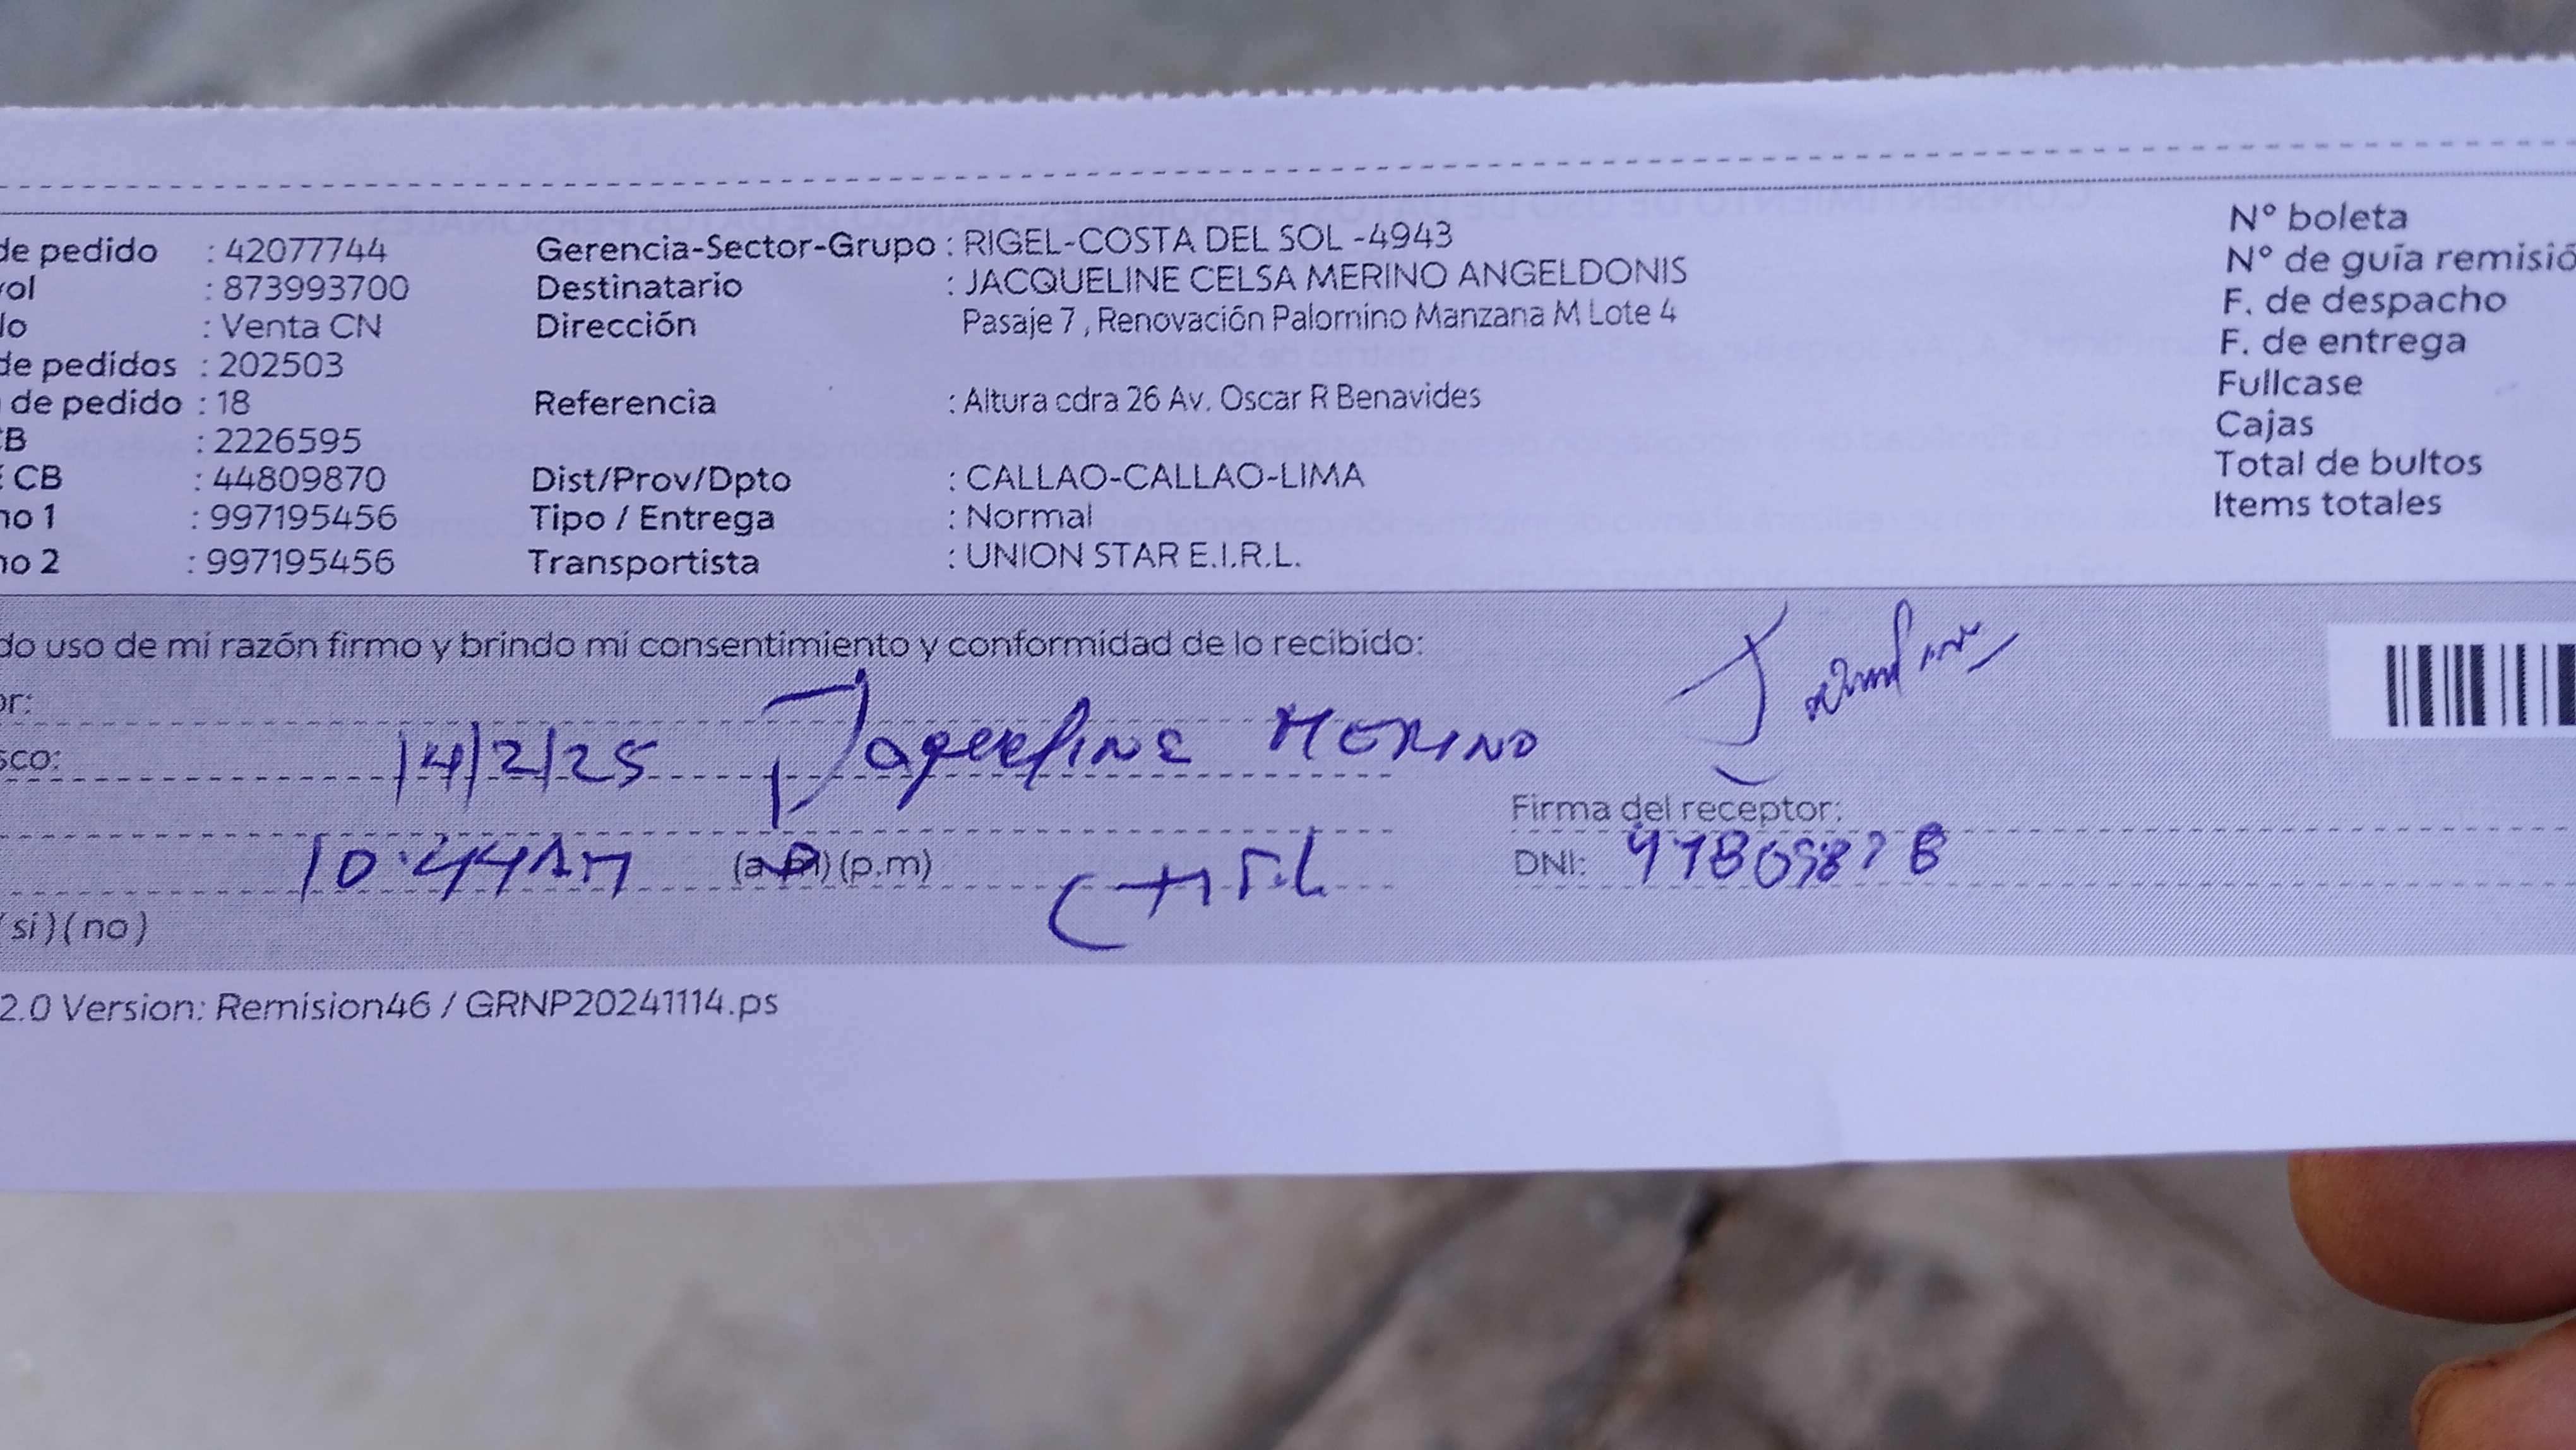 de pedido : 42077744 Gerencia-Sector-Grupo : RIGEL-COSTA DEL SOL -4943 N° boleta
: 873993700 Destinatario : JACQUELINE CELSA MERINO ANGELDONIS N° de guía remisió
: Venta CN Dirección Pasaje 7 , Renovación Palomino Manzana M Lote 4 F. de despacho
de pedidos : 202503 F. de entrega
de pedido : 18 Referencia : Altura cdra 26 Av. Oscar R Benavides Fullcase
CB : 2226595 Cajas
CB : 44809870 Dist/Prov/Dpto : CALLAO-CALLAO-LIMA Total de bultos
no 1 : 997195456 Tipo / Entrega : Normal Items totales
no 2 : 997195456 Transportista : UNION STAR E.I.R.L.
do uso de mi razón firmo y brindo mi consentimiento y conformidad de lo recibido:
or:
sco: 14/2/25 Jaqueline MERINO
Firma del receptor:
10:44AM (a.m) (p.m) DNI:
(si) (no)
2.0 Version: Remision46 / GRNP20241114.ps